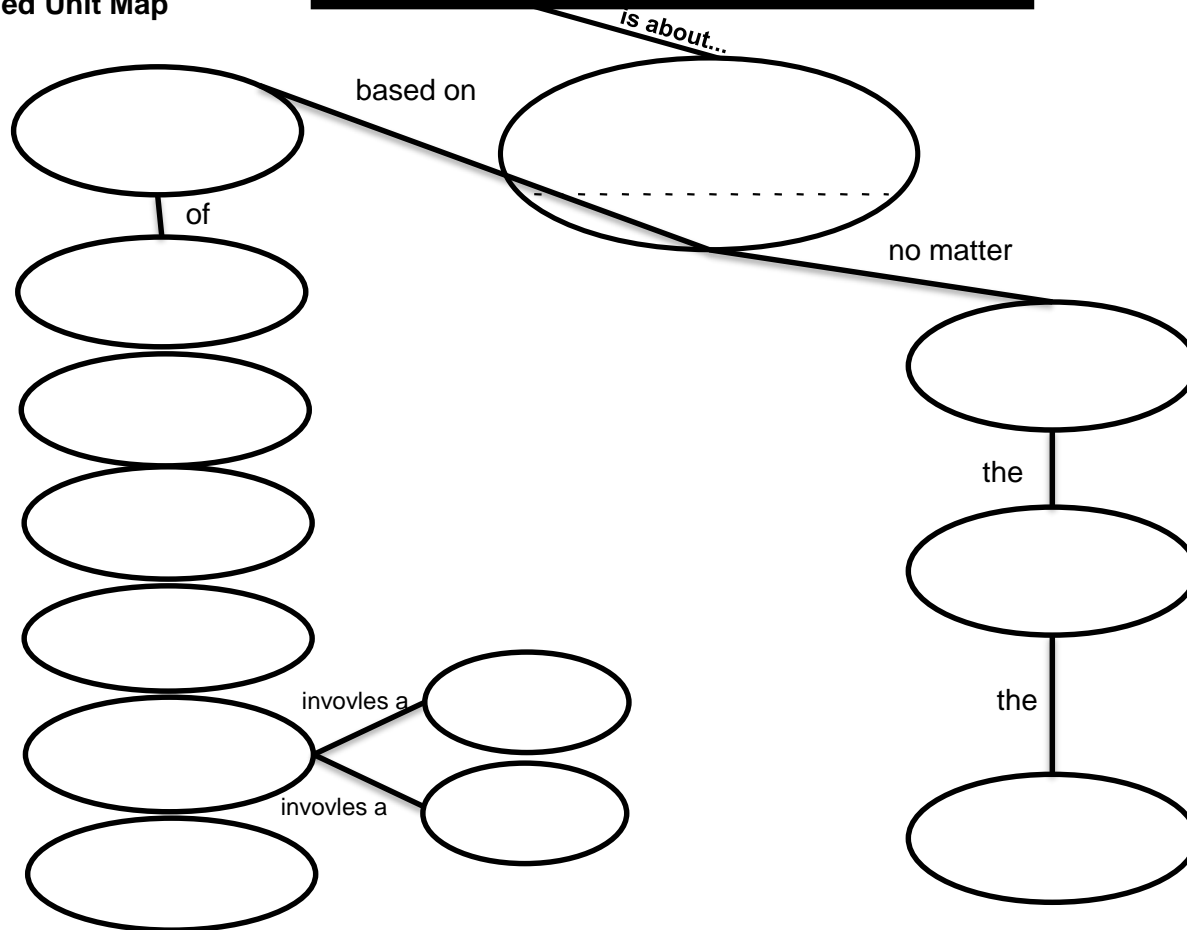 ed Unit Map
is about...
based on
of
no matter
the
invovles a
the
invovles a